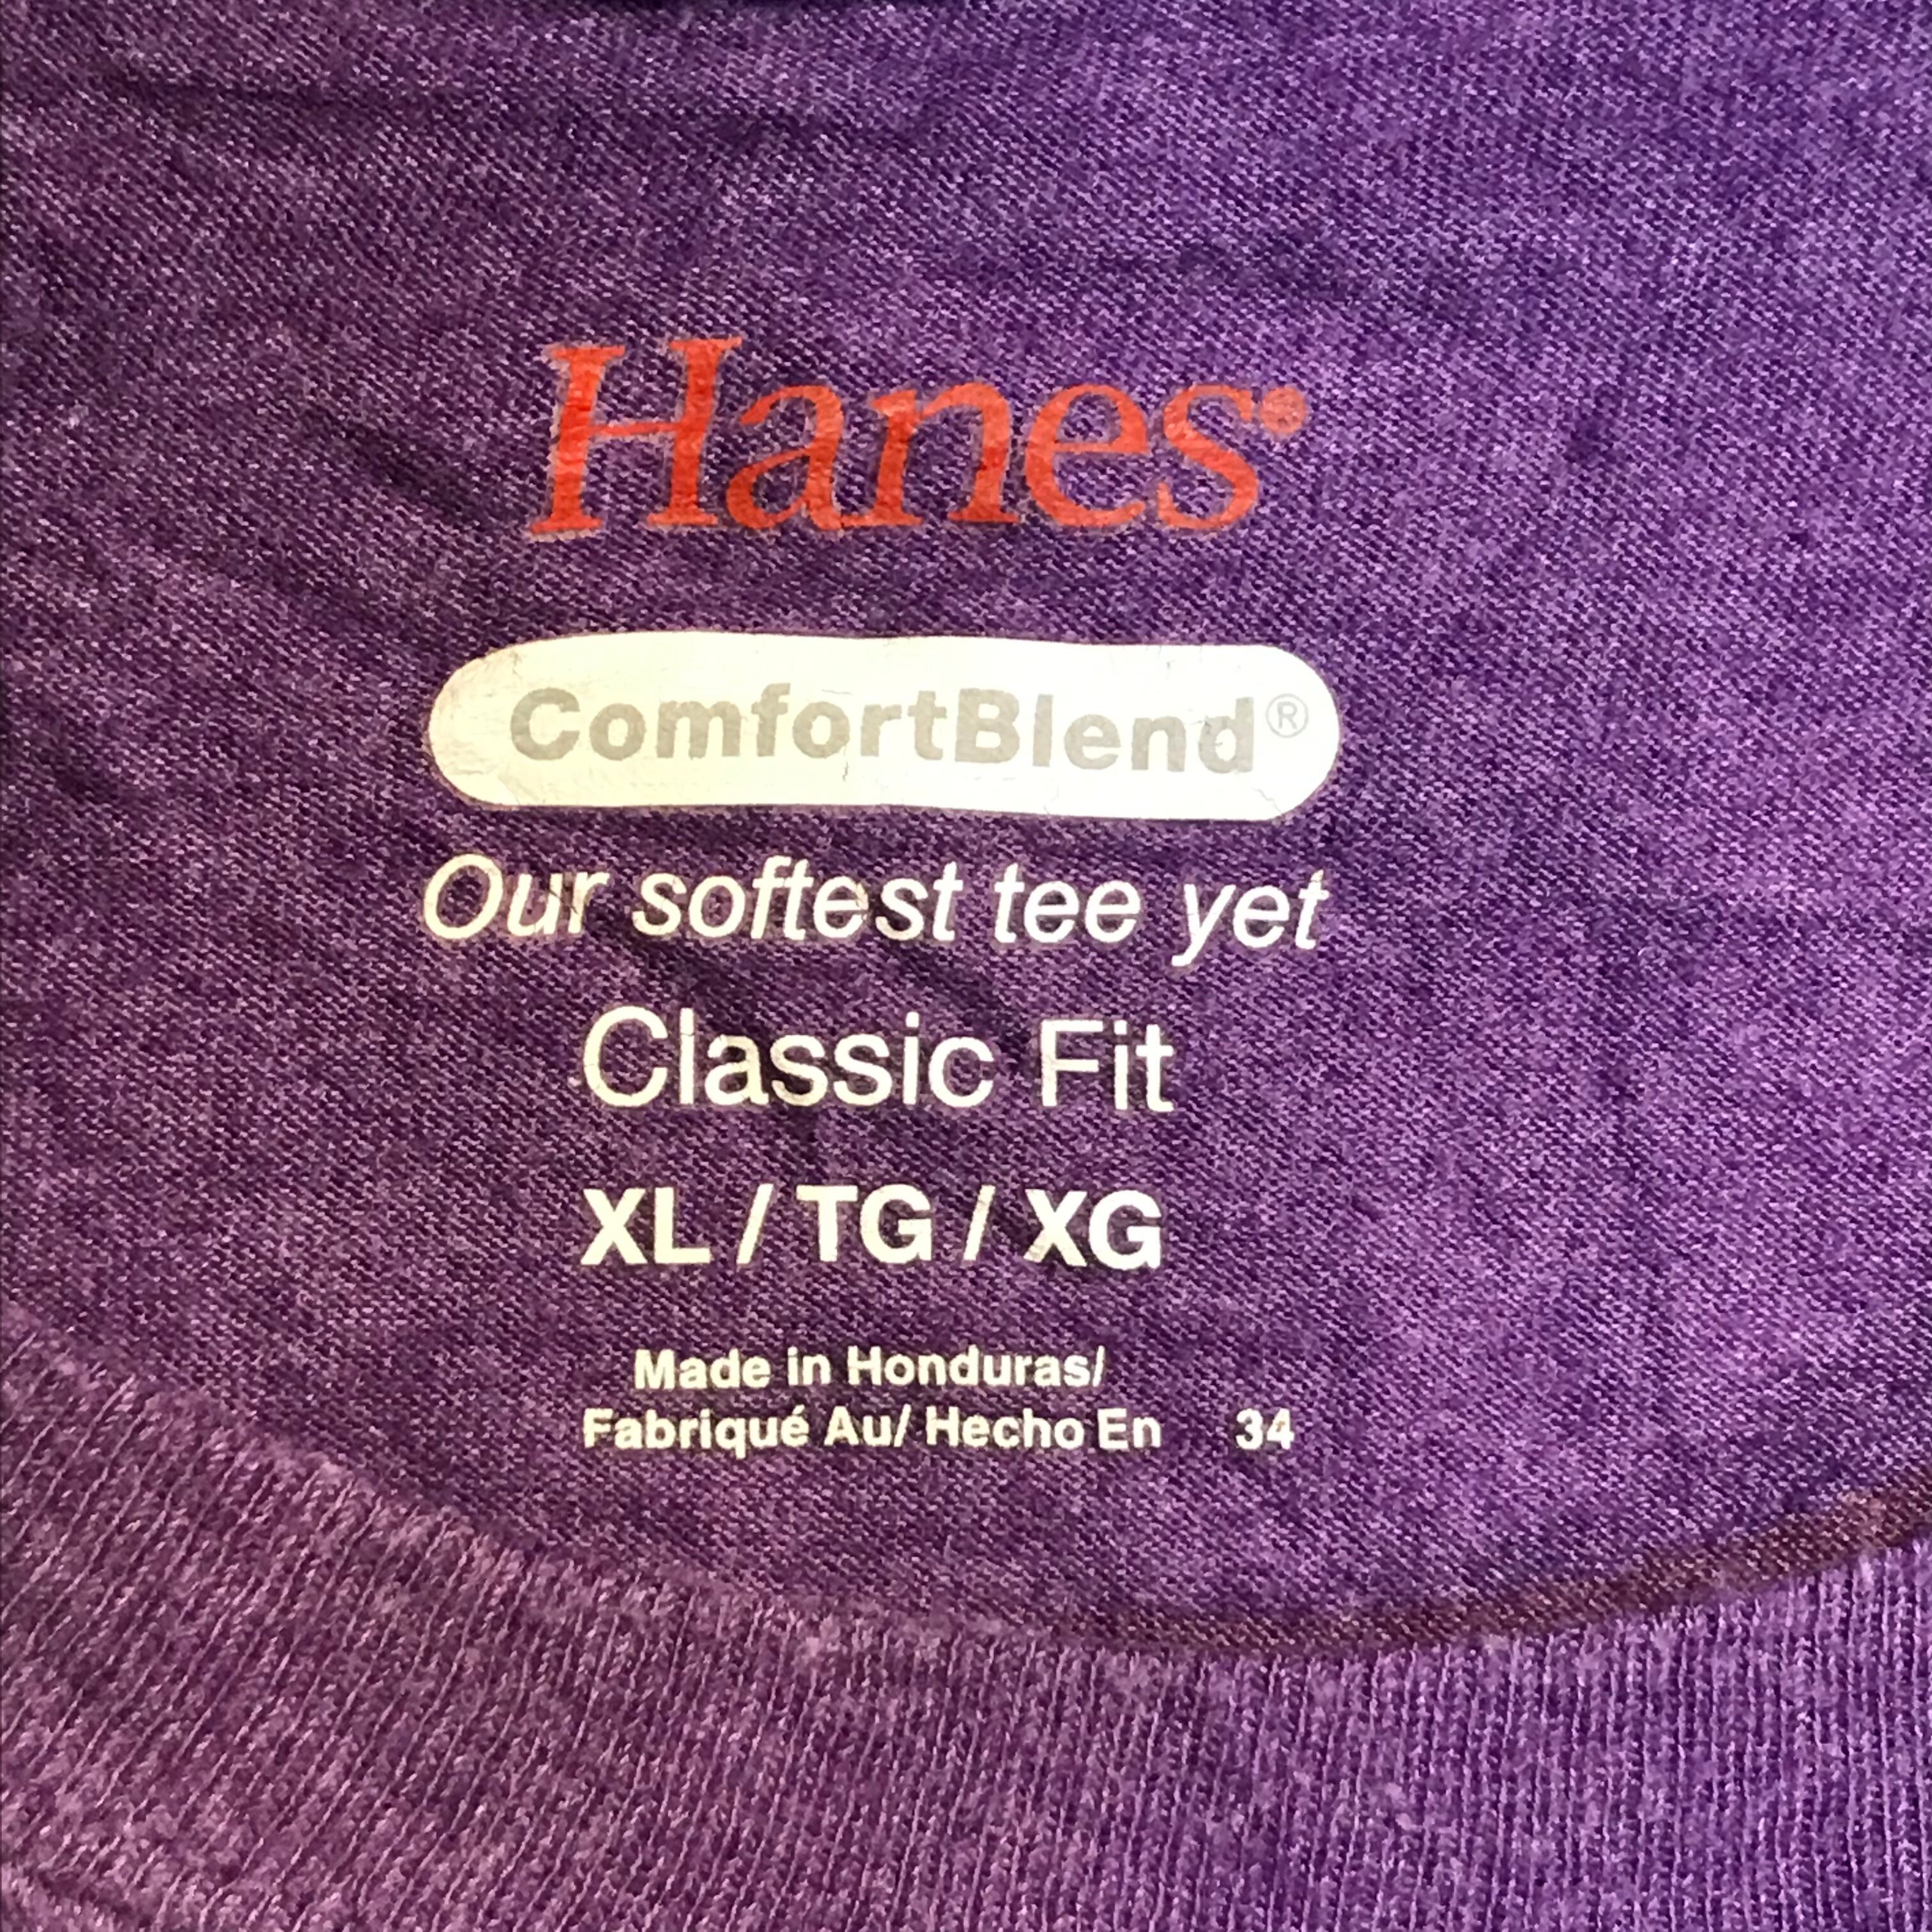 Hanes
ComfortBlend®
Our softest tee yet
Classic Fit
XL / TG / XG
Made in Honduras/
Fabriqué Au/ Hecho En 34